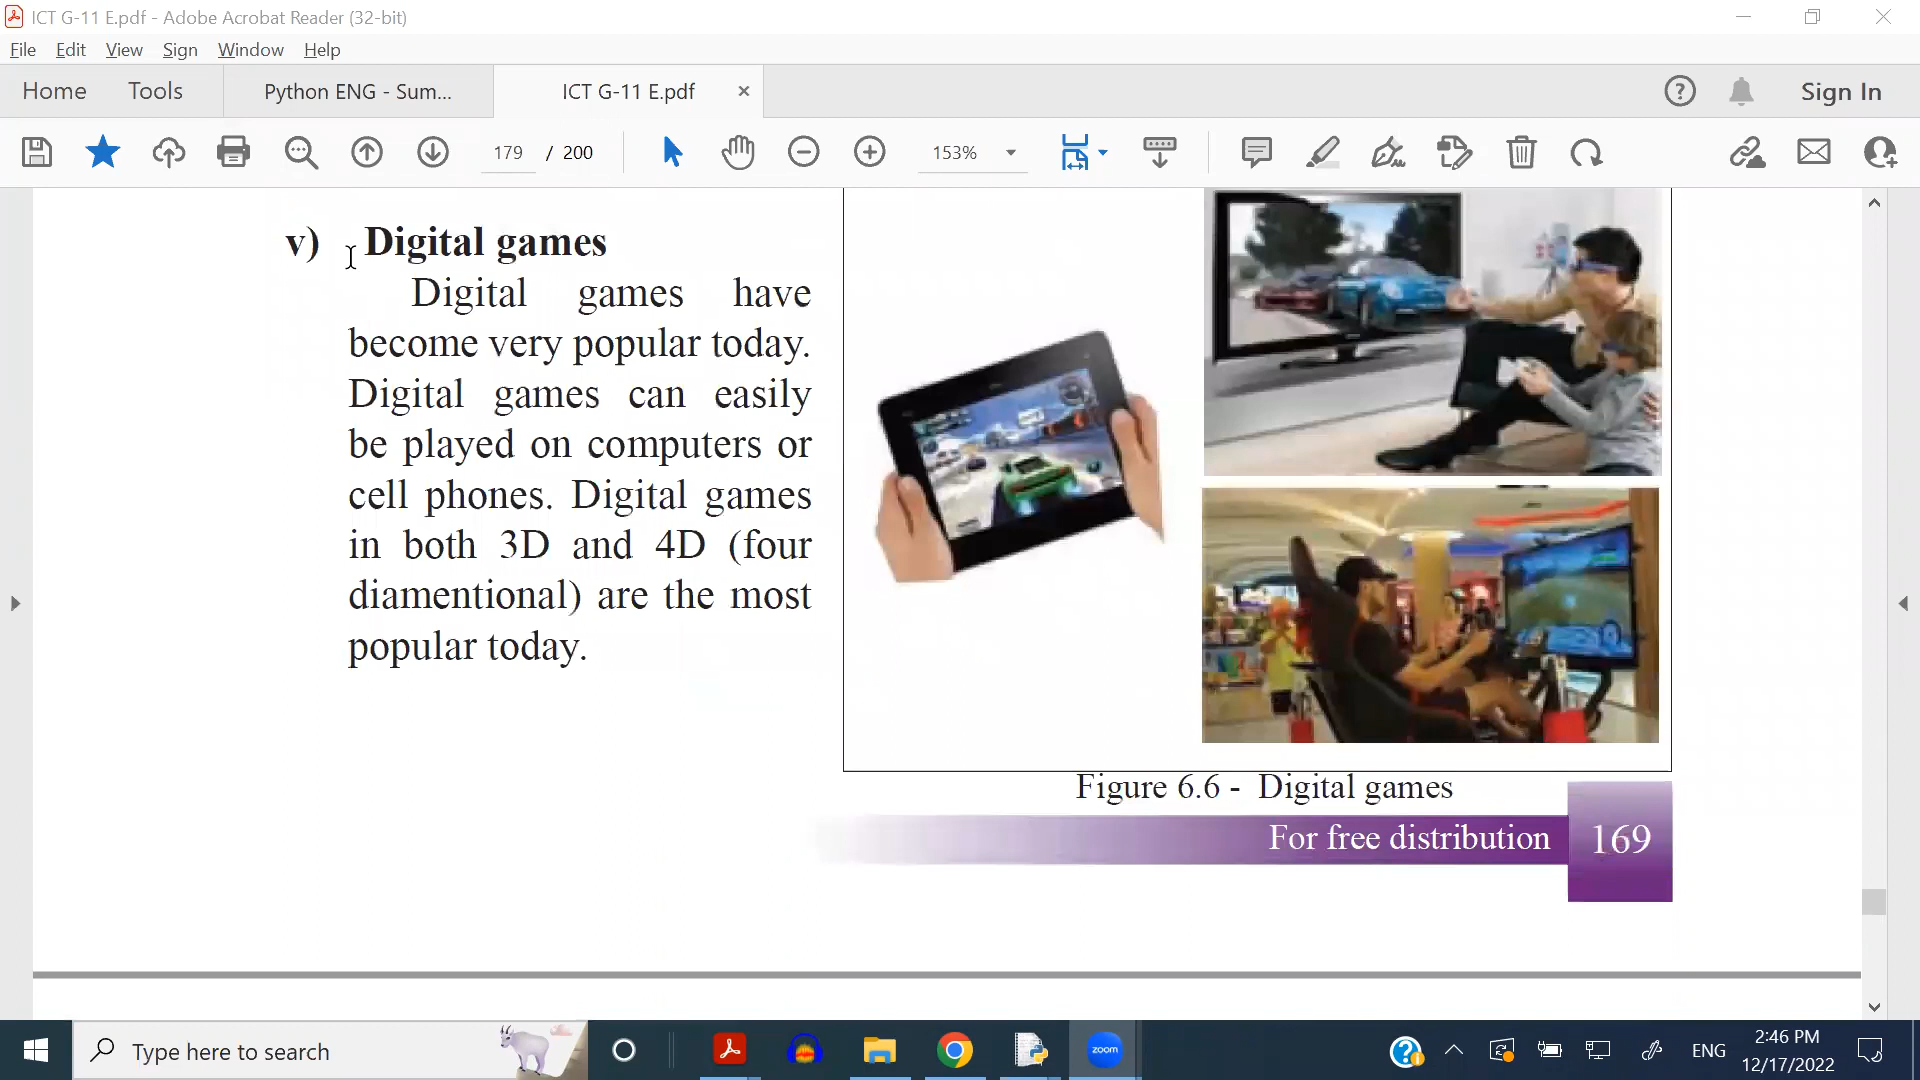 ICT G-11 E.pdf - Adobe Acrobat Reader (32-bit)
File Edit View Sign Window Help
Home Tools Python ENG - Sum... ICT G-11 E.pdf × Sign In
179 / 200 153%
v) Digital games
Digital games have
become very popular today.
Digital games can easily
be played on computers or
cell phones. Digital games
in both 3D and 4D (four
diamentional) are the most
popular today.
Figure 6.6 - Digital games
For free distribution 169
Type here to search
zoom
ENG
2:46 PM
12/17/2022